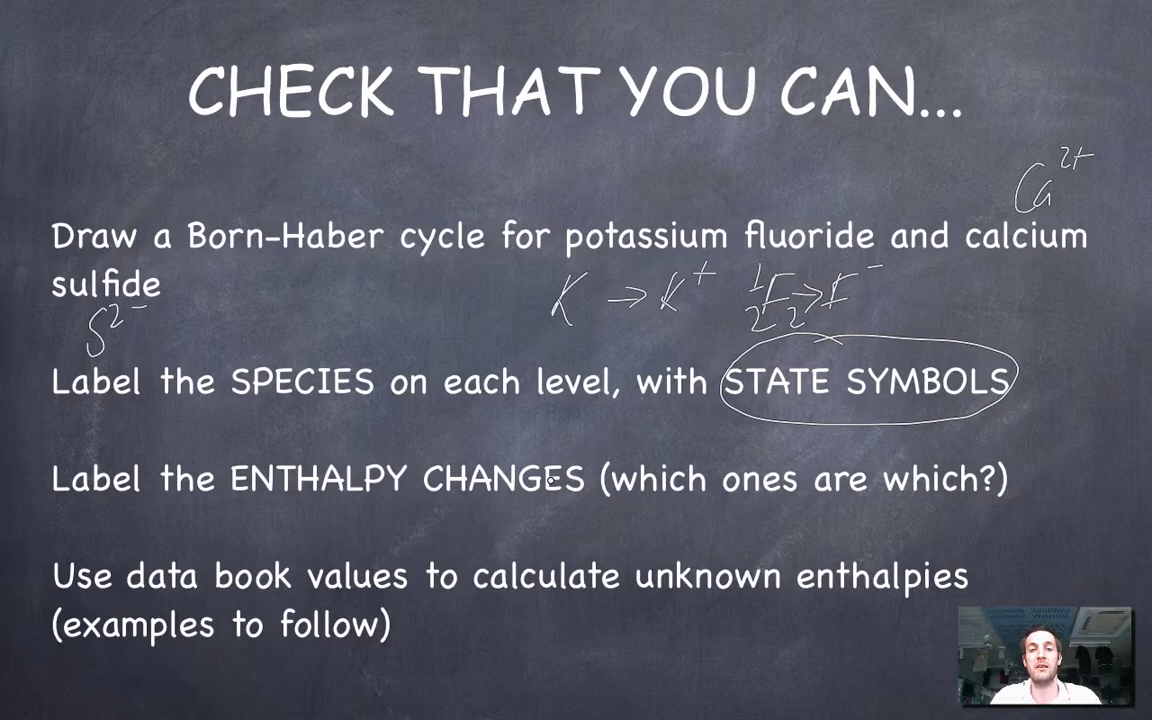 CHECK THAT YOU CAN...
Ca²⁺
Draw a Born-Haber cycle for potassium fluoride and calcium
sulfide
S²⁻
K → K⁺ ½F₂ → F⁻
Label the SPECIES on each level, with STATE SYMBOLS
Label the ENTHALPY CHANGES (which ones are which?)
Use data book values to calculate unknown enthalpies
(examples to follow)